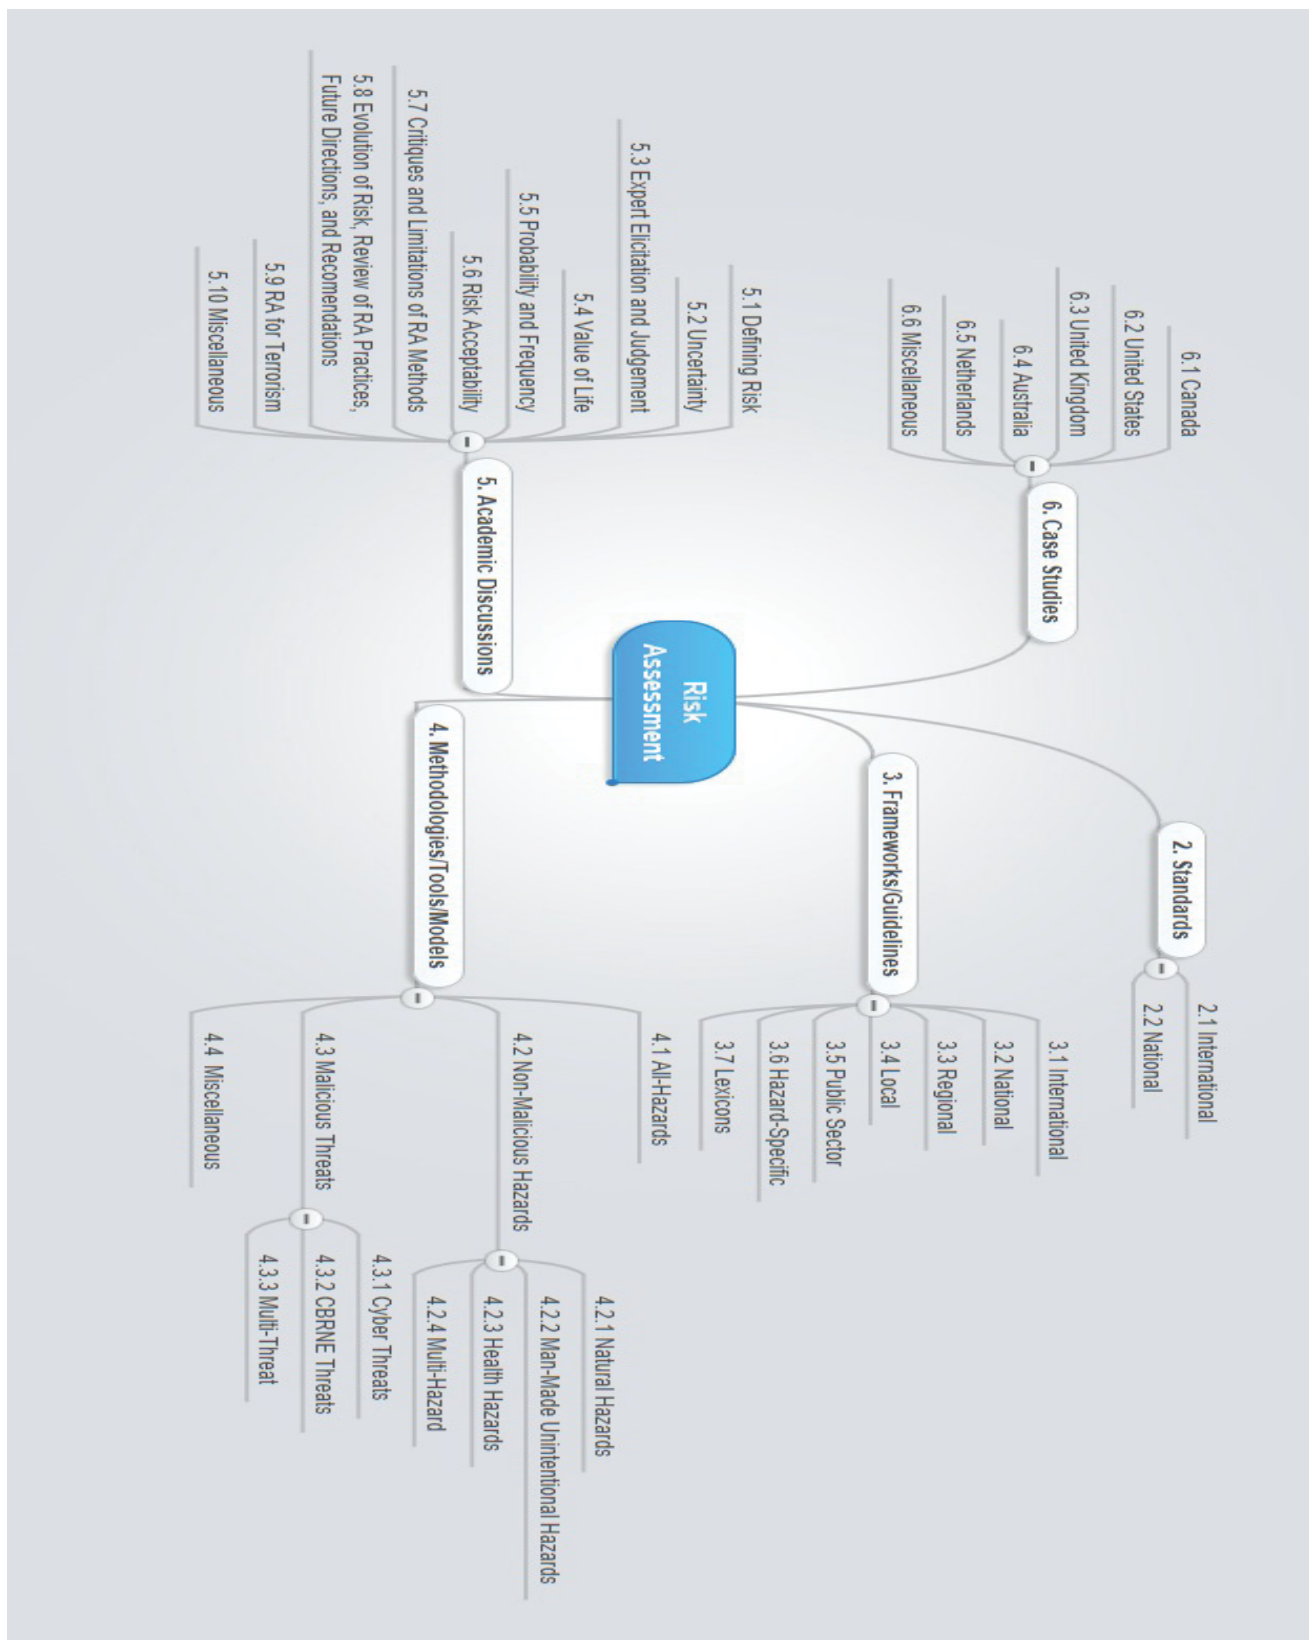 Risk
Assessment
2. Standards
2.1 International
2.2 National
3. Frameworks/Guidelines
3.1 International
3.2 National
3.3 Regional
3.4 Local
3.5 Public Sector
3.6 Hazard-Specific
3.7 Lexicons
4. Methodologies/Tools/Models
4.1 All-Hazards
4.2 Non-Malicious Hazards
4.2.1 Natural Hazards
4.2.2 Man-Made Unintentional Hazards
4.2.3 Health Hazards
4.2.4 Multi-Hazard
4.3 Malicious Threats
4.3.1 Cyber Threats
4.3.2 CBRNE Threats
4.3.3 Multi-Threat
4.4 Miscellaneous
5. Academic Discussions
5.1 Defining Risk
5.2 Uncertainty
5.3 Expert Elicitation and Judgement
5.4 Value of Life
5.5 Probability and Frequency
5.6 Risk Acceptability
5.7 Critiques and Limitations of RA Methods
5.8 Evolution of Risk, Review of RA Practices,
Future Directions, and Recomendations
5.9 RA for Terrorism
5.10 Miscellaneous
6. Case Studies
6.1 Canada
6.2 United States
6.3 United Kingdom
6.4 Australia
6.5 Netherlands
6.6 Miscellaneous